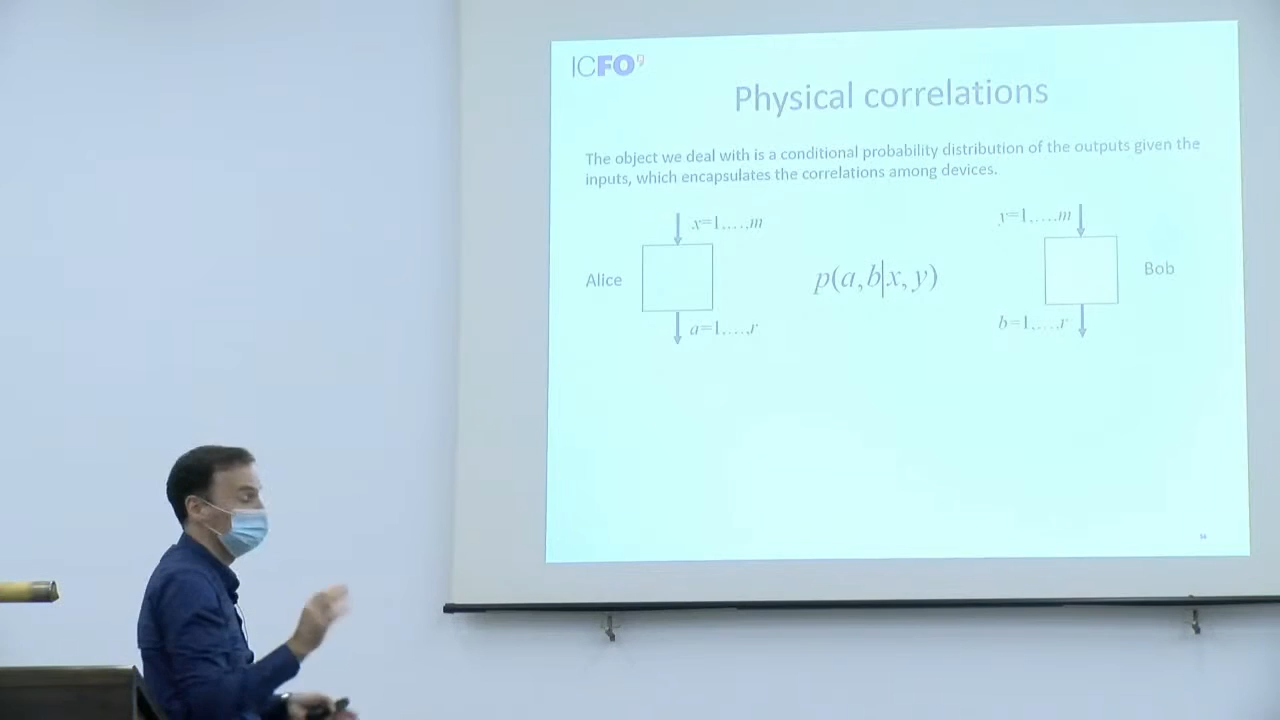 ICFO
Physical correlations
The object we deal with is a conditional probability distribution of the outputs given the
inputs, which encapsulates the correlations among devices.
x=1,…,m
y=1,…,m
Alice
p(a,b|x,y)
Bob
a=1,…,r
b=1,…,r